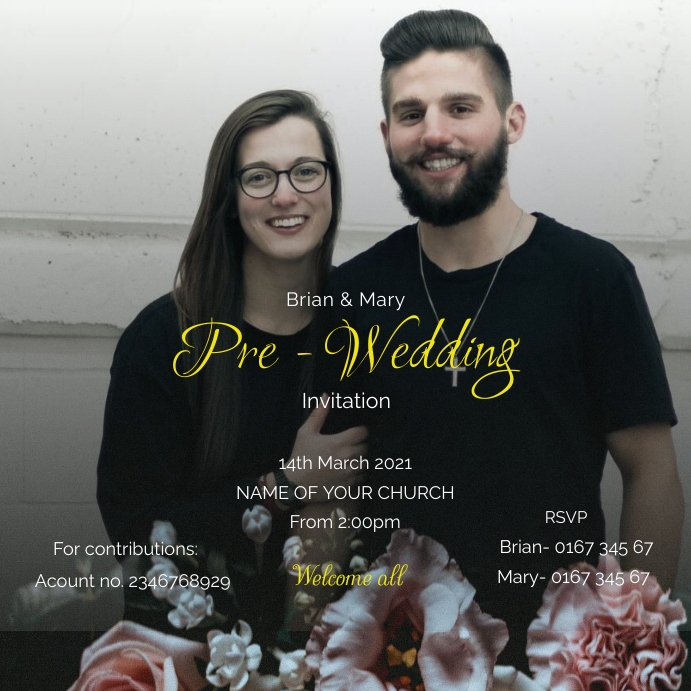 Brian & Mary
Pre - Wedding
Invitation
14th March 2021
NAME OF YOUR CHURCH
From 2:00pm
For contributions:
Acount no. 2346768929
Welcome all
RSVP
Brian- 0167 345 67
Mary- 0167 345 67